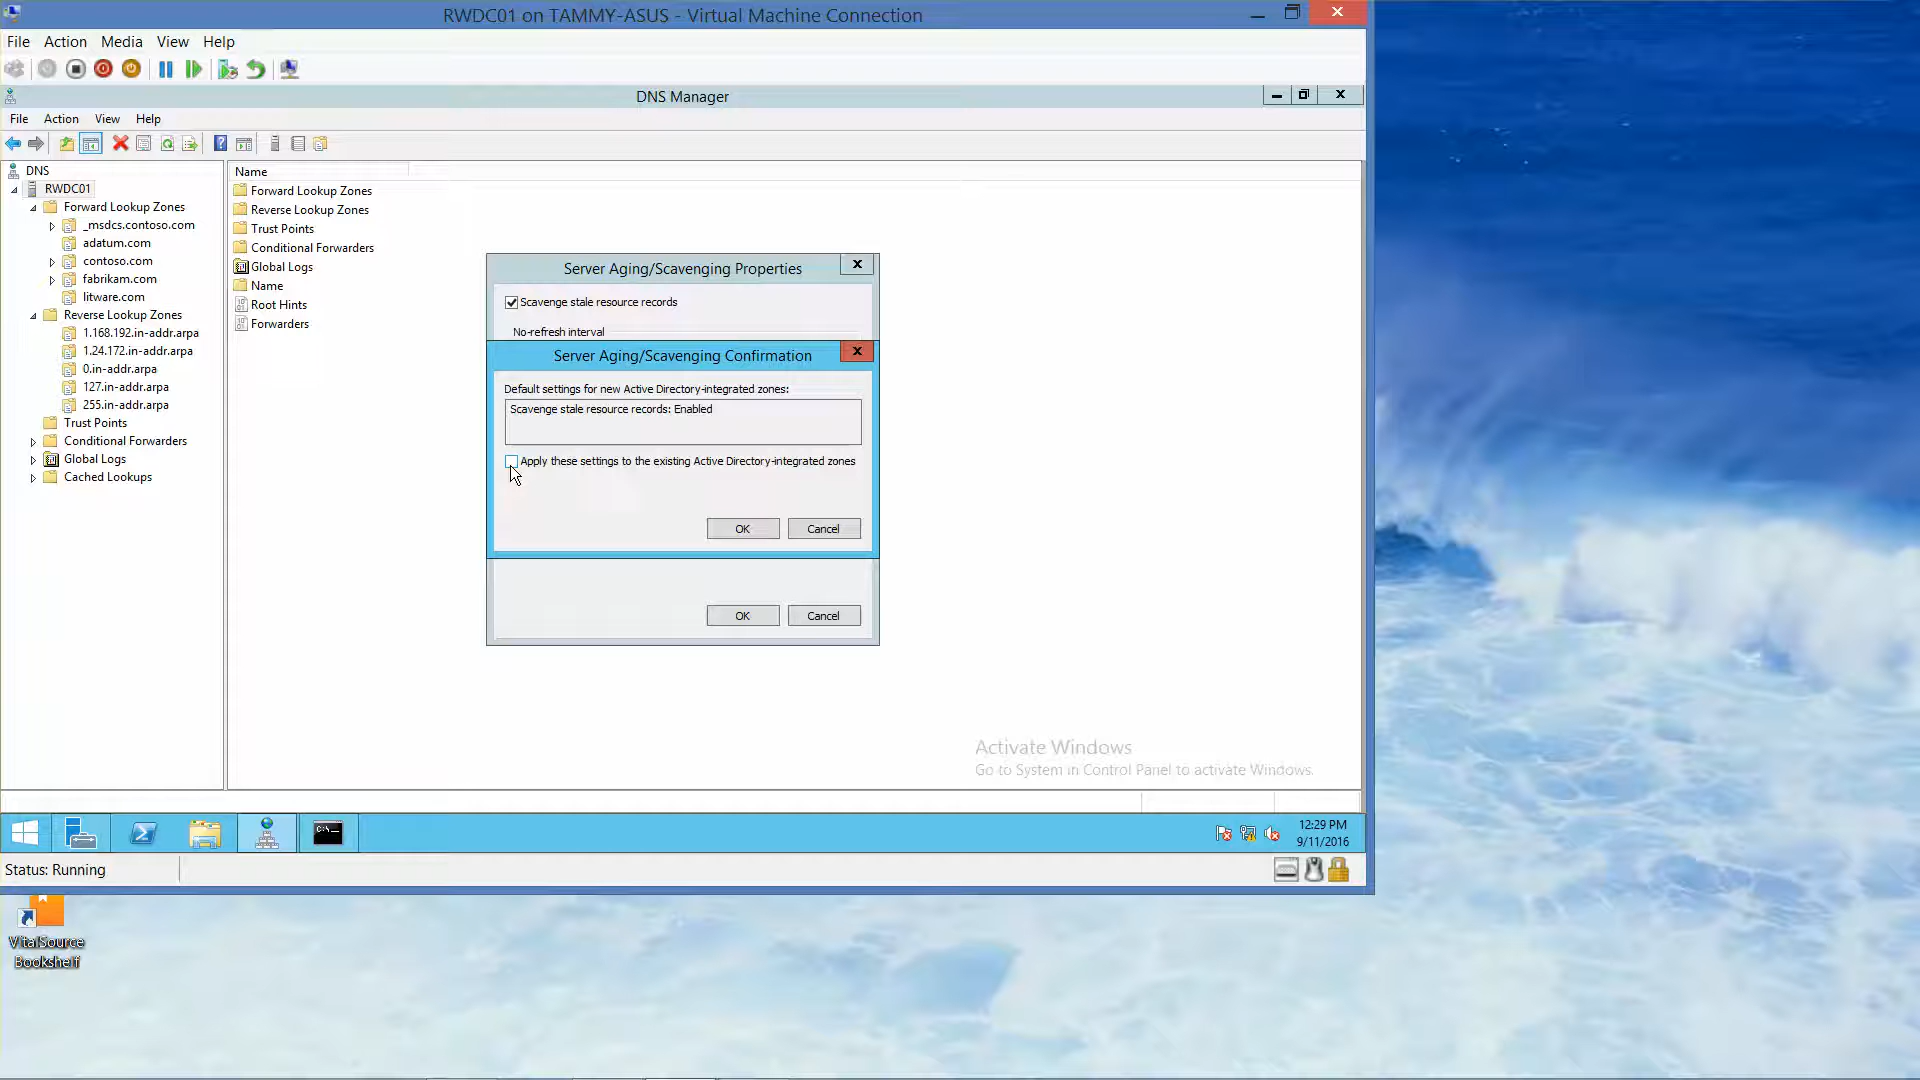 RWDC01 on TAMMY-ASUS - Virtual Machine Connection
File Action Media View Help
DNS Manager
File Action View Help
DNS
RWDC01
Forward Lookup Zones
_msdcs.contoso.com
adatum.com
contoso.com
fabrikam.com
litware.com
Reverse Lookup Zones
1.168.192.in-addr.arpa
1.24.172.in-addr.arpa
0.in-addr.arpa
127.in-addr.arpa
255.in-addr.arpa
Trust Points
Conditional Forwarders
Global Logs
Cached Lookups
Name
Forward Lookup Zones
Reverse Lookup Zones
Trust Points
Conditional Forwarders
Global Logs
Name
Root Hints
Forwarders
Server Aging/Scavenging Properties
Scavenge stale resource records
No-refresh interval
Server Aging/Scavenging Confirmation
Default settings for new Active Directory-integrated zones:
Scavenge stale resource records: Enabled
Apply these settings to the existing Active Directory-integrated zones
OK Cancel
OK Cancel
Activate Windows
Go to System in Control Panel to activate Windows.
12:29 PM
9/11/2016
Status: Running
VitalSource
Bookshelf